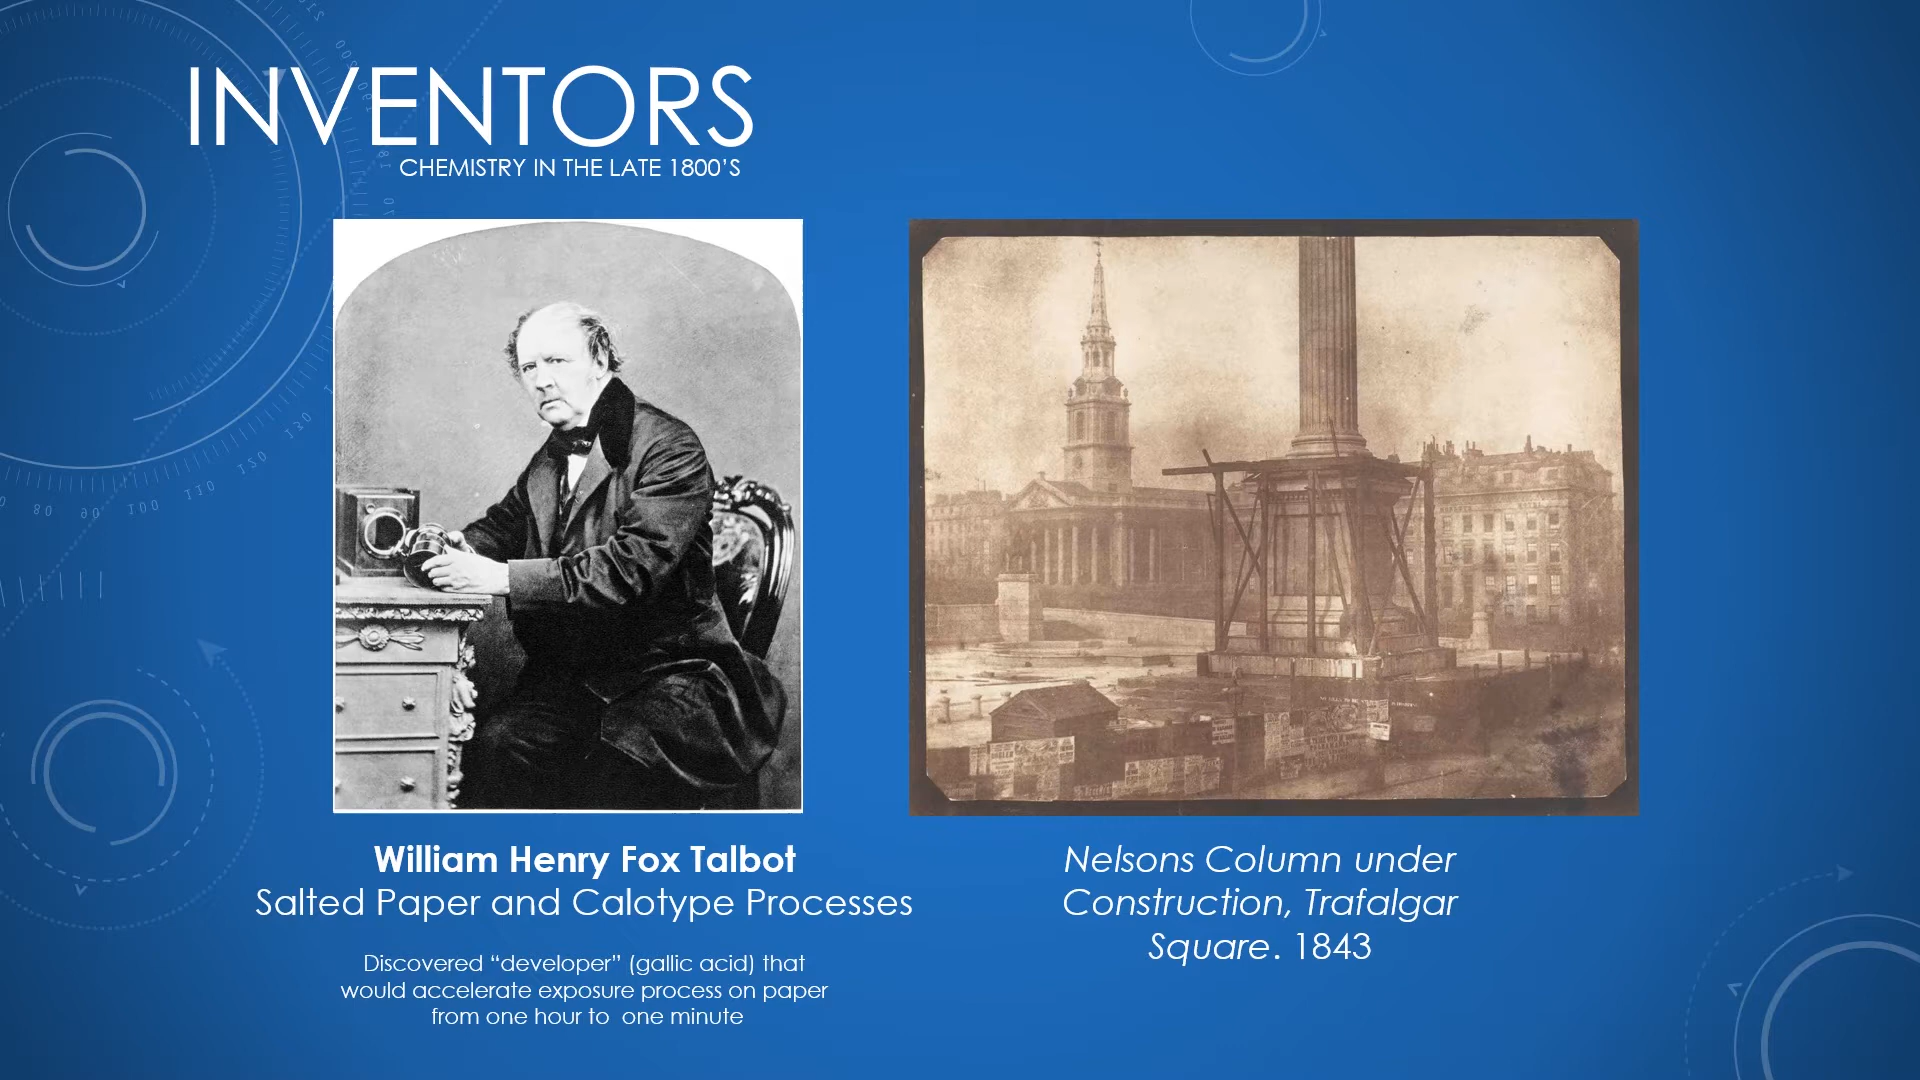 INVENTORS
CHEMISTRY IN THE LATE 1800'S
William Henry Fox Talbot
Salted Paper and Calotype Processes
Discovered “developer” (gallic acid) that
would accelerate exposure process on paper
from one hour to  one minute
Nelsons Column under
Construction, Trafalgar
Square. 1843